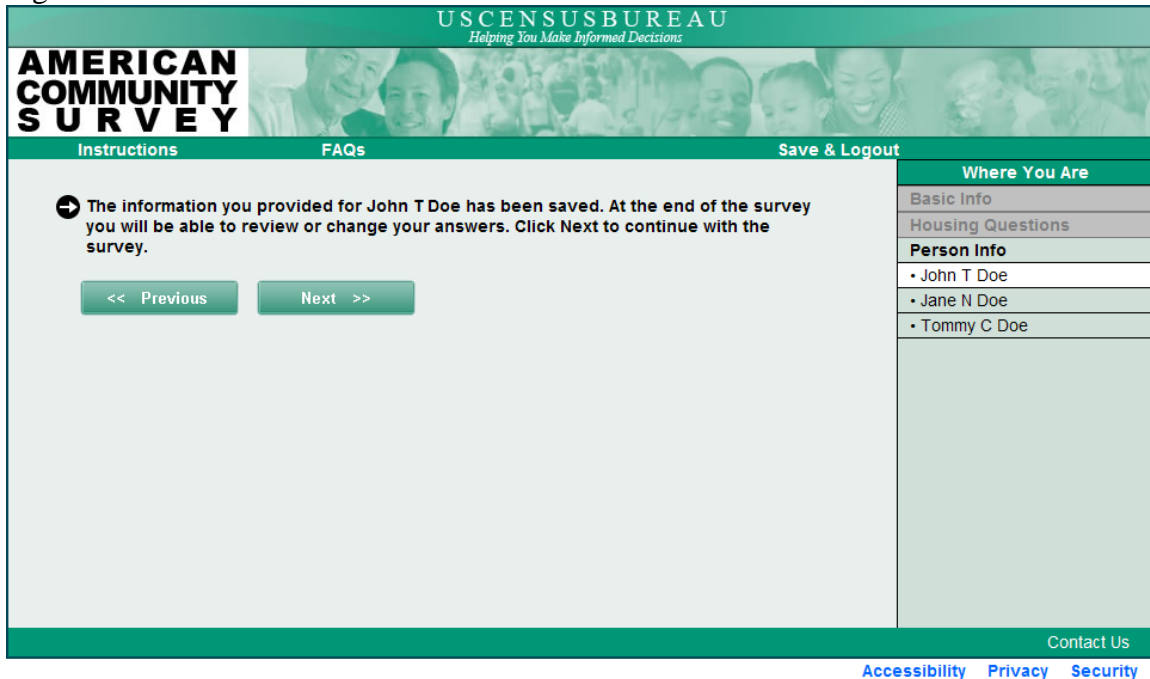 USCENSUSBUREAU
Helping You Make Informed Decisions
AMERICAN
COMMUNITY
SURVEY
Instructions FAQs Save & Logout
Where You Are
The information you provided for John T Doe has been saved. At the end of the survey
you will be able to review or change your answers. Click Next to continue with the
survey.
<< Previous Next >>
Basic Info
Housing Questions
Person Info
• John T Doe
• Jane N Doe
• Tommy C Doe
Contact Us
Accessibility Privacy Security